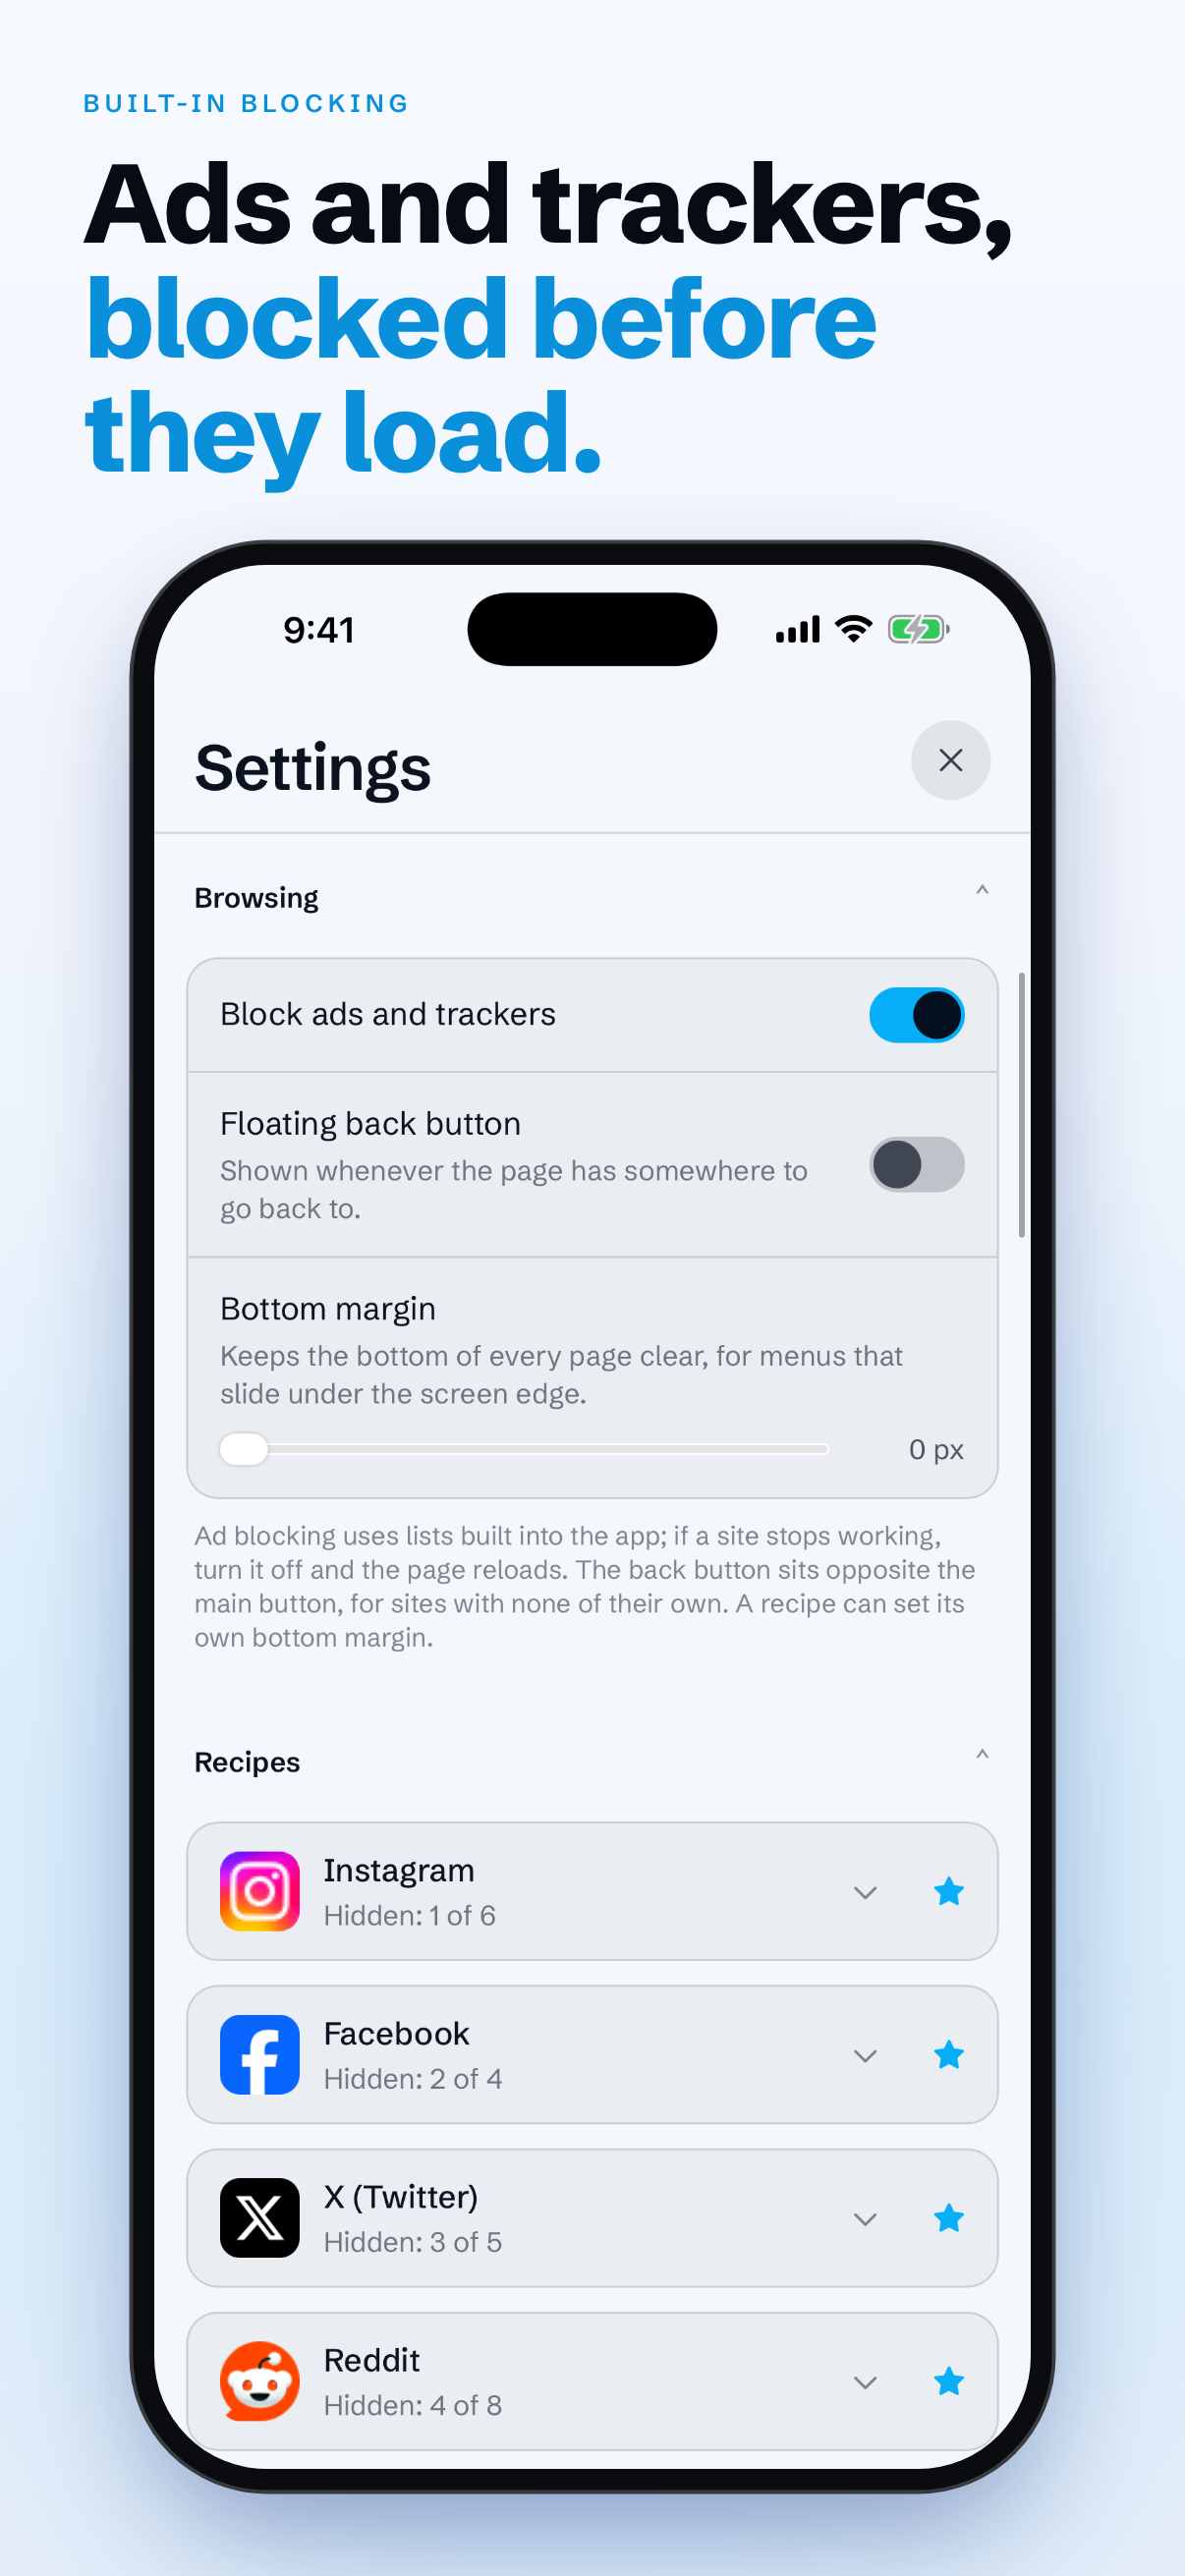 BUILT-IN BLOCKING
Ads and trackers,
blocked before
they load.
9:41
Settings
Browsing
Block ads and trackers
Floating back button
Shown whenever the page has somewhere to
go back to.
Bottom margin
Keeps the bottom of every page clear, for menus that
slide under the screen edge.
0 px
Ad blocking uses lists built into the app; if a site stops working,
turn it off and the page reloads. The back button sits opposite the
main button, for sites with none of their own. A recipe can set its
own bottom margin.
Recipes
Instagram
Hidden: 1 of 6
Facebook
Hidden: 2 of 4
X (Twitter)
Hidden: 3 of 5
Reddit
Hidden: 4 of 8